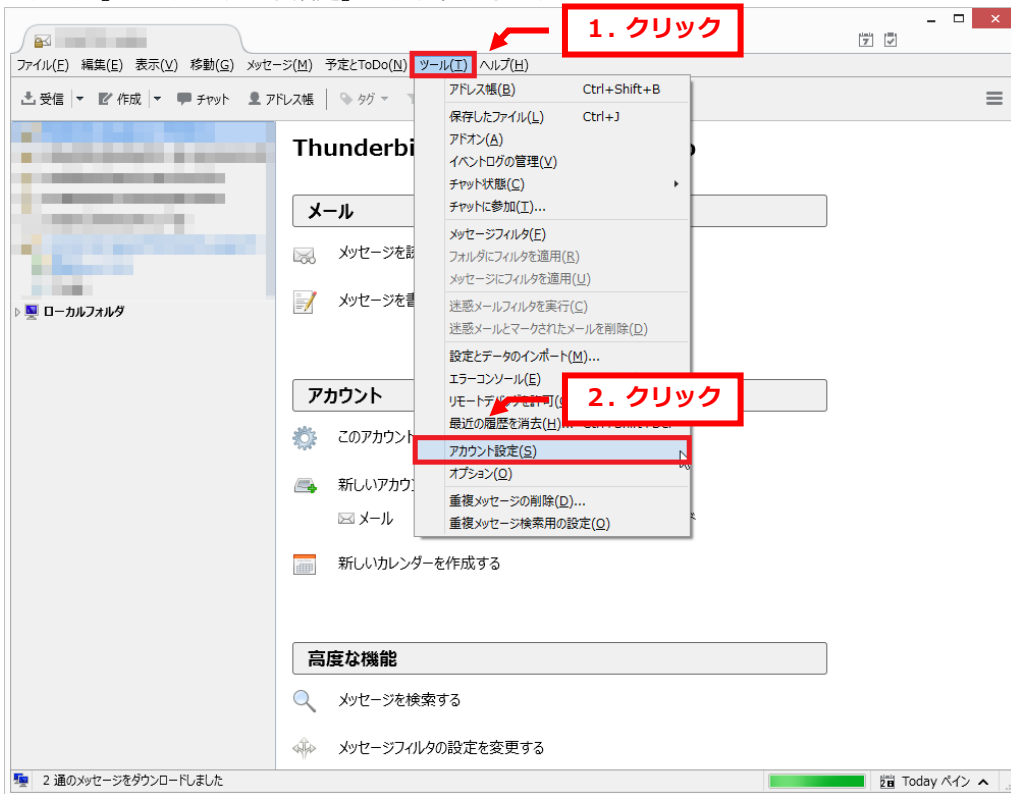 1. クリック
ファイル(F) 編集(E) 表示(V) 移動(G) メッセージ(M) 予定とToDo(N) ツール(T) ヘルプ(H)
受信 作成 チャット アドレス帳 タグ
アドレス帳(B) Ctrl+Shift+B
保存したファイル(L) Ctrl+J
アドオン(A)
イベントログの管理(V)
チャット状態(C)
チャットに参加(T)...
メッセージフィルタ(F)
フォルダにフィルタを適用(R)
メッセージにフィルタを適用(U)
迷惑メールフィルタを実行(C)
迷惑メールとマークされたメールを削除(D)
設定とデータのインポート(M)...
エラーコンソール(E)
2. クリック
最近の履歴を消去(H)...
アカウント設定(S)
オプション(O)
重複メッセージの削除(D)...
重複メッセージ検索用の設定(O)
ローカルフォルダ
Thunderbi
メール
メッセージを
メッセージを
アカウント
このアカウント
新しいアカウ
メール
新しいカレンダーを作成する
高度な機能
メッセージを検索する
メッセージフィルタの設定を変更する
2 通のメッセージをダウンロードしました
Today ペイン